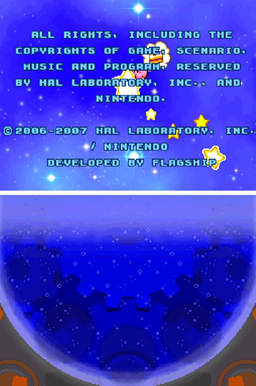 ALL RIGHTS, INCLUDING THE
COPYRIGHTS OF GAME, SCENARIO,
MUSIC AND PROGRAM, RESERVED
BY HAL LABORATORY, INC., AND
NINTENDO.
©2006-2007 HAL LABORATORY, INC.
/ NINTENDO
DEVELOPED BY FLAGSHIP